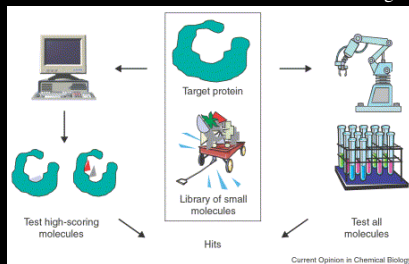 Target protein
Library of small
molecules
Test high-scoring
molecules
Test all
molecules
Hits
Current Opinion in Chemical Biology